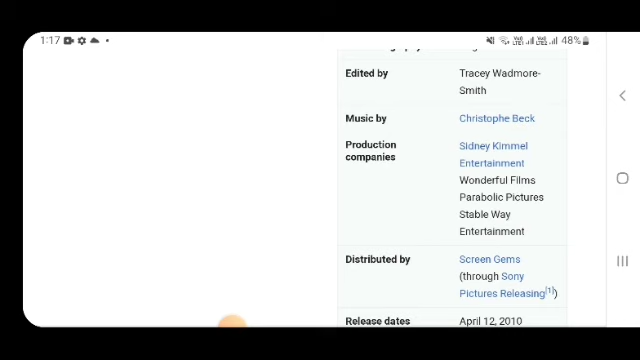 1:17
48%
Edited by
Tracey Wadmore-
Smith
Music by
Christophe Beck
Production
companies
Sidney Kimmel
Entertainment
Wonderful Films
Parabolic Pictures
Stable Way
Entertainment
Distributed by
Screen Gems
(through Sony
Pictures Releasing[1])
Release dates
April 12, 2010